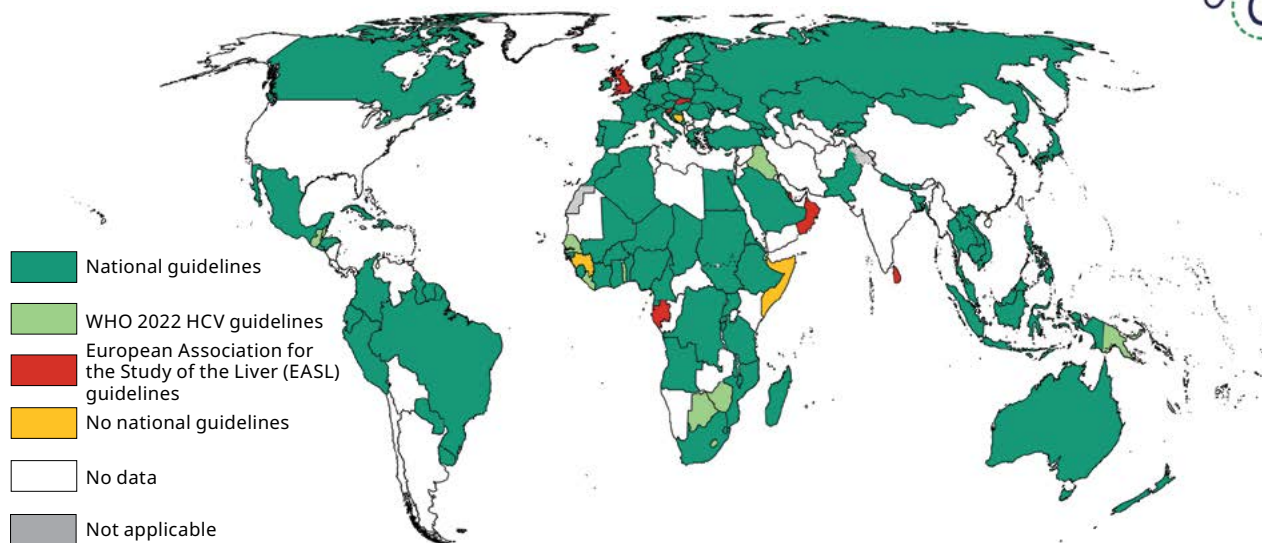 National guidelines
WHO 2022 HCV guidelines
European Association for
the Study of the Liver (EASL)
guidelines
No national guidelines
No data
Not applicable